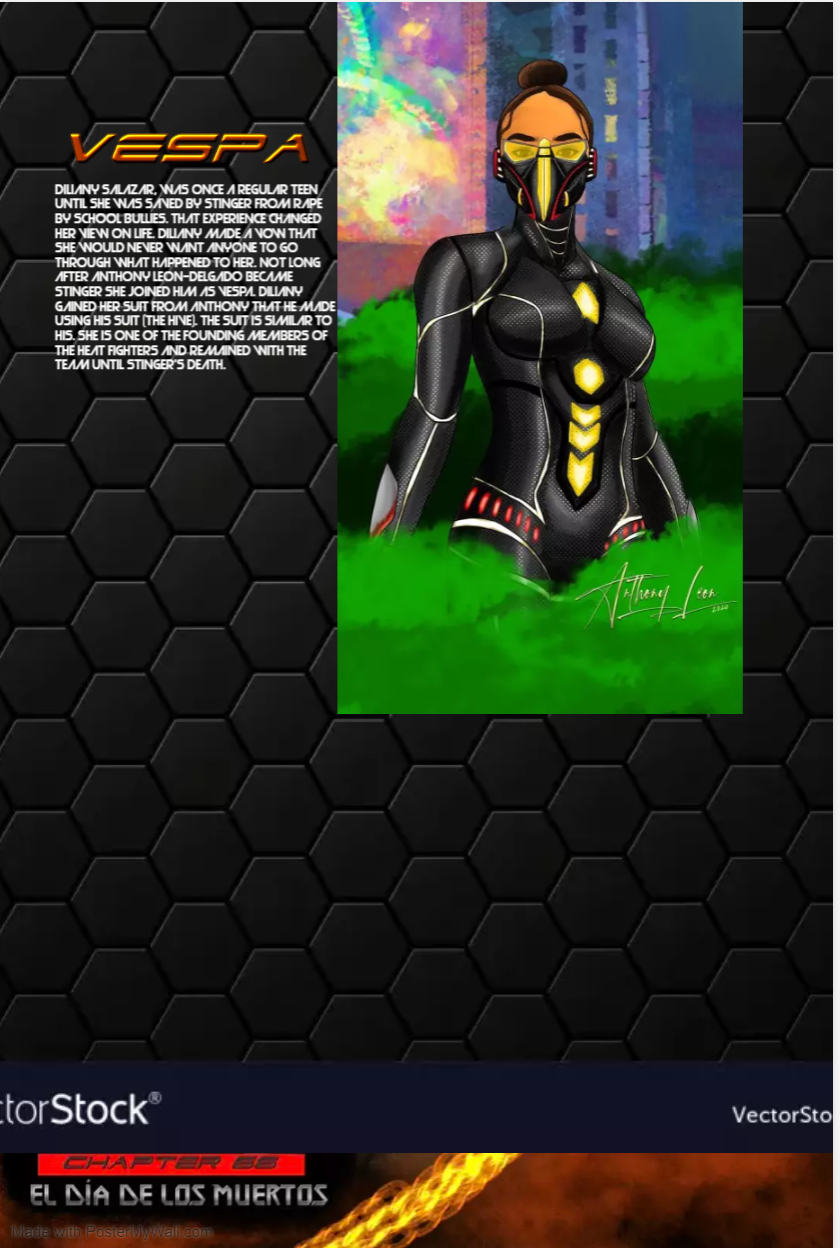 VESPA
DILIANY SALAZAR, WAS ONCE A REGULAR TEEN
UNTIL SHE WAS SAVED BY STINGER FROM RAPE
BY SCHOOL BULLIES. THAT EXPERIENCE CHANGED
HER VIEW ON LIFE. DILIANY MADE A VOW THAT
SHE WOULD NEVER WANT ANYONE TO GO
THROUGH WHAT HAPPENED TO HER. NOT LONG
AFTER ANTHONY LEON-DELGADO BECAME
STINGER SHE JOINED HIM AS VESPA. DILIANY
GAINED HER SUIT FROM ANTHONY THAT HE MADE
USING HIS SUIT (THE HIVE). THE SUIT IS SIMILAR TO
HIS. SHE IS ONE OF THE FOUNDING MEMBERS OF
THE HEAT FIGHTERS AND REMAINED WITH THE
TEAM UNTIL STINGER'S DEATH.
Anthony Leon
2020
ctorStock®
VectorSto
CHAPTER 68
EL DÍA DE LOS MUERTOS
Made with PosterMyWall.com